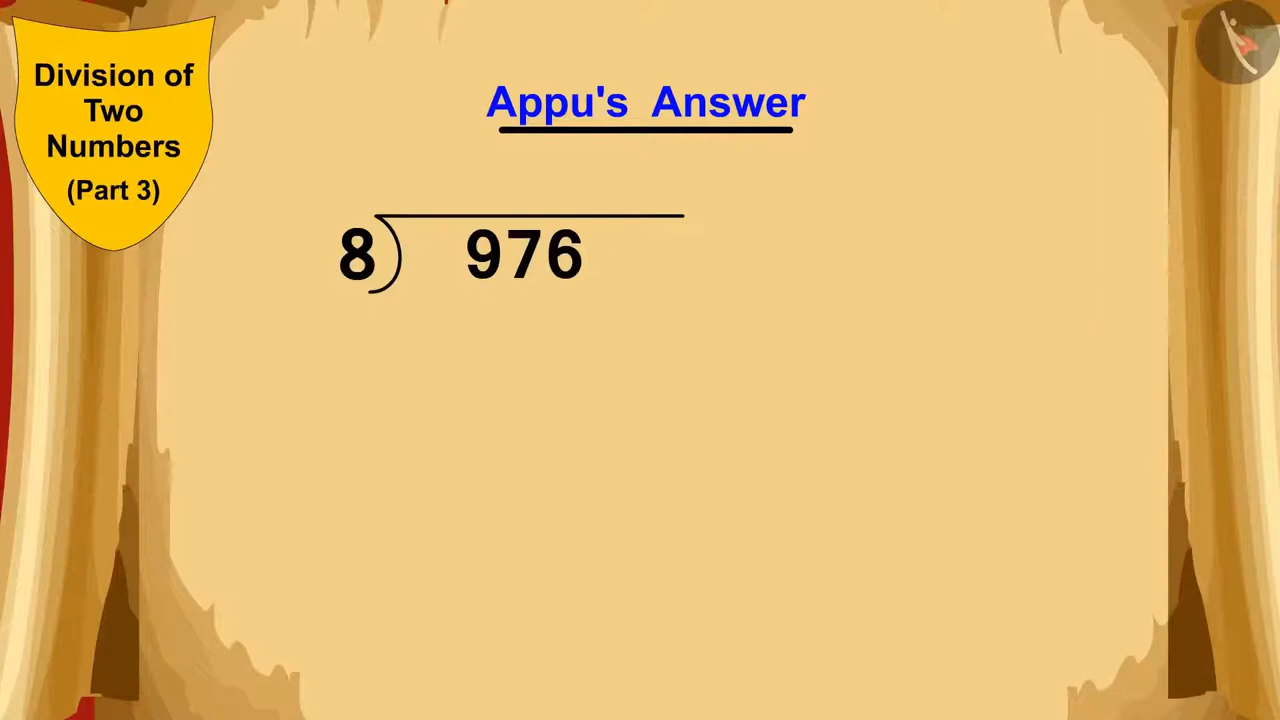 Division of
Two
Numbers
(Part 3)
Appu's Answer
8) 976